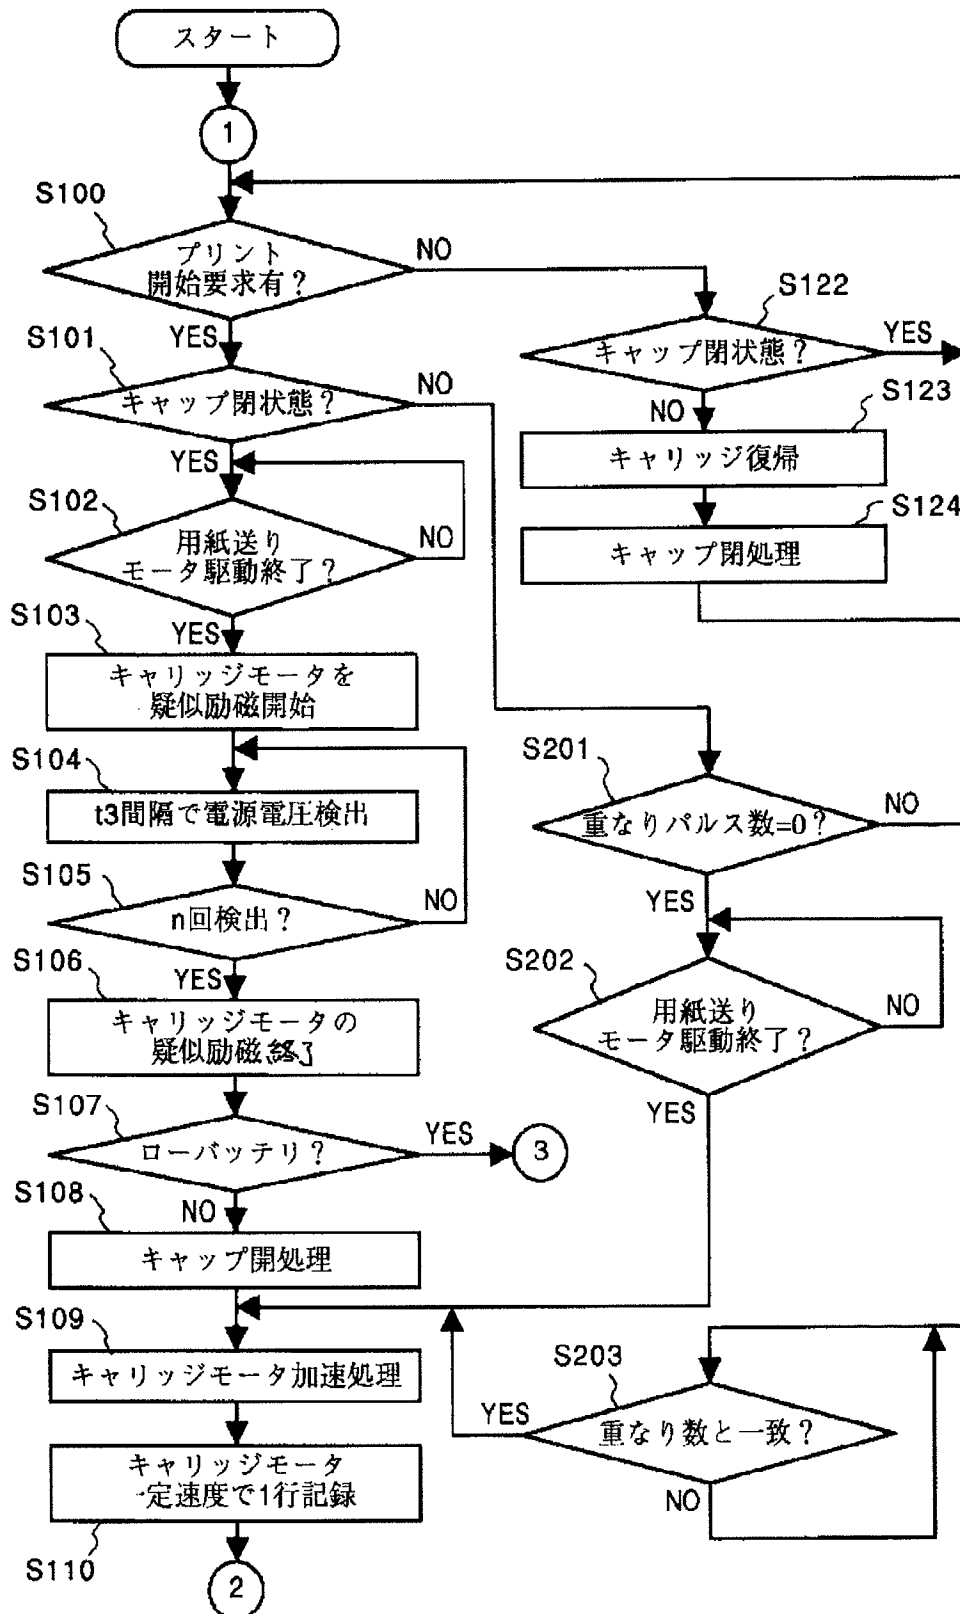 スタート
1
S100
プリント
開始要求有？
NO
YES
S101
キャップ閉状態？
NO
YES
S102
用紙送り
モータ駆動終了？
NO
YES
S103
キャリッジモータを
疑似励磁開始
S104
t3間隔で電源電圧検出
S105
n回検出？
NO
YES
S106
キャリッジモータの
疑似励磁終了
S107
ローバッテリ？
YES
3
NO
S108
キャップ開処理
S109
キャリッジモータ加速処理
キャリッジモータ
一定速度で1行記録
S110
2
S122
キャップ閉状態？
YES
NO
S123
キャリッジ復帰
S124
キャップ閉処理
S201
重なりパルス数=0？
NO
YES
S202
用紙送り
モータ駆動終了？
NO
YES
S203
重なり数と一致？
YES
NO